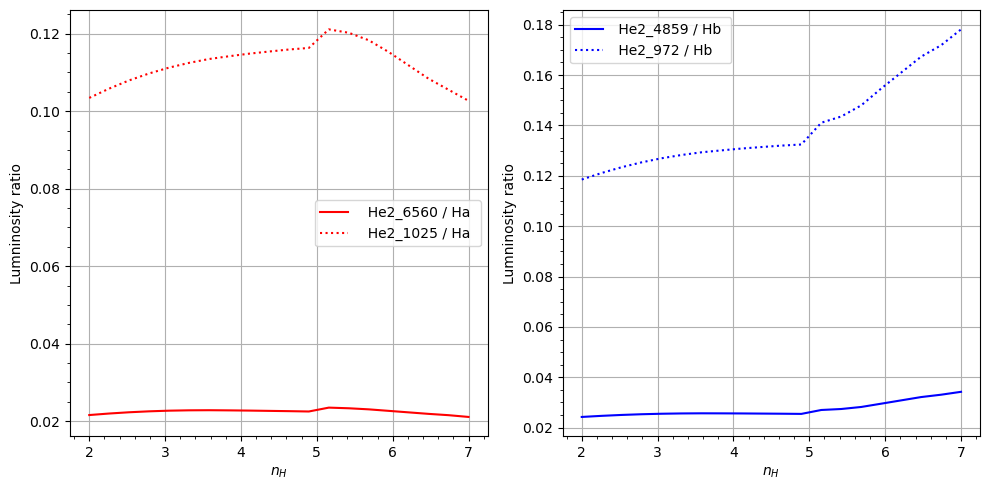 Lumninosity ratio
0.12
0.10
0.08
0.06
0.04
0.02
He2_6560 / Ha
He2_1025 / Ha
2 3 4 5 6 7
n_H
Lumninosity ratio
0.18
0.16
0.14
0.12
0.10
0.08
0.06
0.04
0.02
He2_4859 / Hb
He2_972 / Hb
2 3 4 5 6 7
n_H